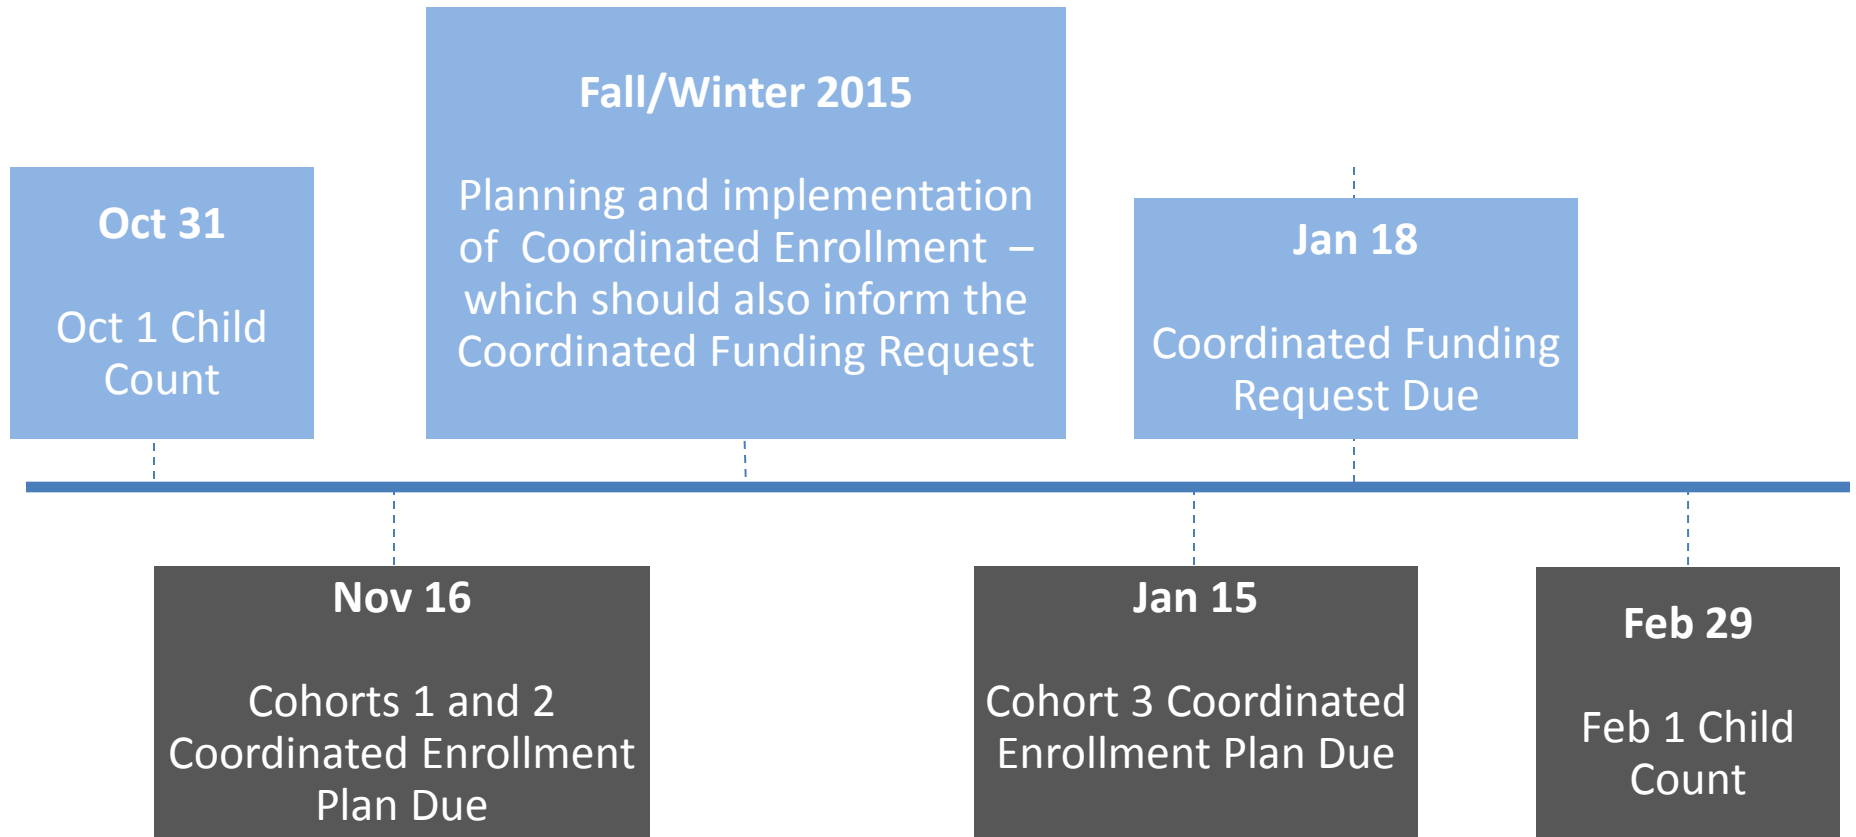 Oct 31
Oct 1 Child
Count
Fall/Winter 2015
Planning and implementation
of Coordinated Enrollment –
which should also inform the
Coordinated Funding Request
Jan 18
Coordinated Funding
Request Due
Nov 16
Cohorts 1 and 2
Coordinated Enrollment
Plan Due
Jan 15
Cohort 3 Coordinated
Enrollment Plan Due
Feb 29
Feb 1 Child
Count